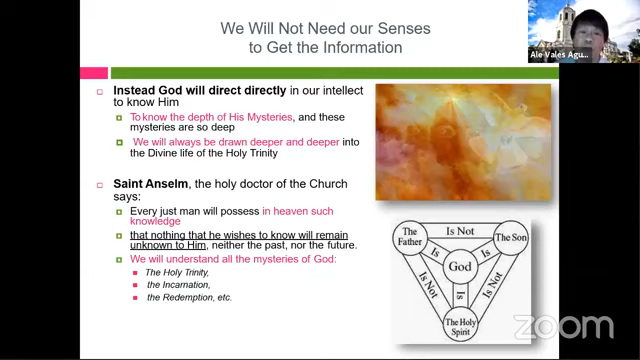 We Will Not Need our Senses
to Get the Information
Ale Vales Agu...
Instead God will direct directly in our intellect
to know Him
To know the depth of His Mysteries, and these
mysteries are so deep
We will always be drawn deeper and deeper into
the Divine life of the Holy Trinity
Saint Anselm, the holy doctor of the Church
says:
Every just man will possess in heaven such
knowledge
that nothing that he wishes to know will remain
unknown to Him, neither the past, nor the future.
We will understand all the mysteries of God:
The Holy Trinity,
the Incarnation,
the Redemption, etc.
The
Father
Is Not
The Son
Is
Is
God
Is Not
Is
Is Not
The Holy
Spirit
zoom